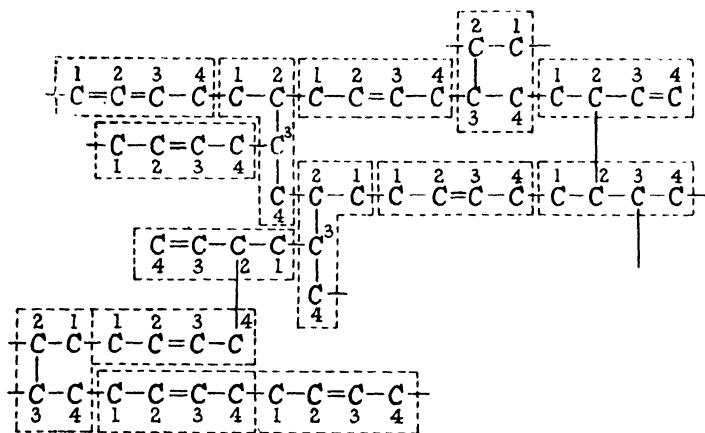 2 1
-C-C-
1 2 3 4 1 2 1 2 3 4 1 2 3 4
-C=C=C-C-C-C-C-C=C-C-C-C-C-C-C=C
3 4
-C-C=C-C-C 3
1 2 3 4
2 1 1 2 3 4 1 2 3 4
C-C-C-C-C=C-C-C-C-C-C-
4
C=C-C-C-C 3
4 3 2 1
C-
4
2 1 1 2 3 4
-C-C-C-C=C-C
-C-C-C-C=C-C-C-C=C-C-
3 4 1 2 3 4 1 2 3 4